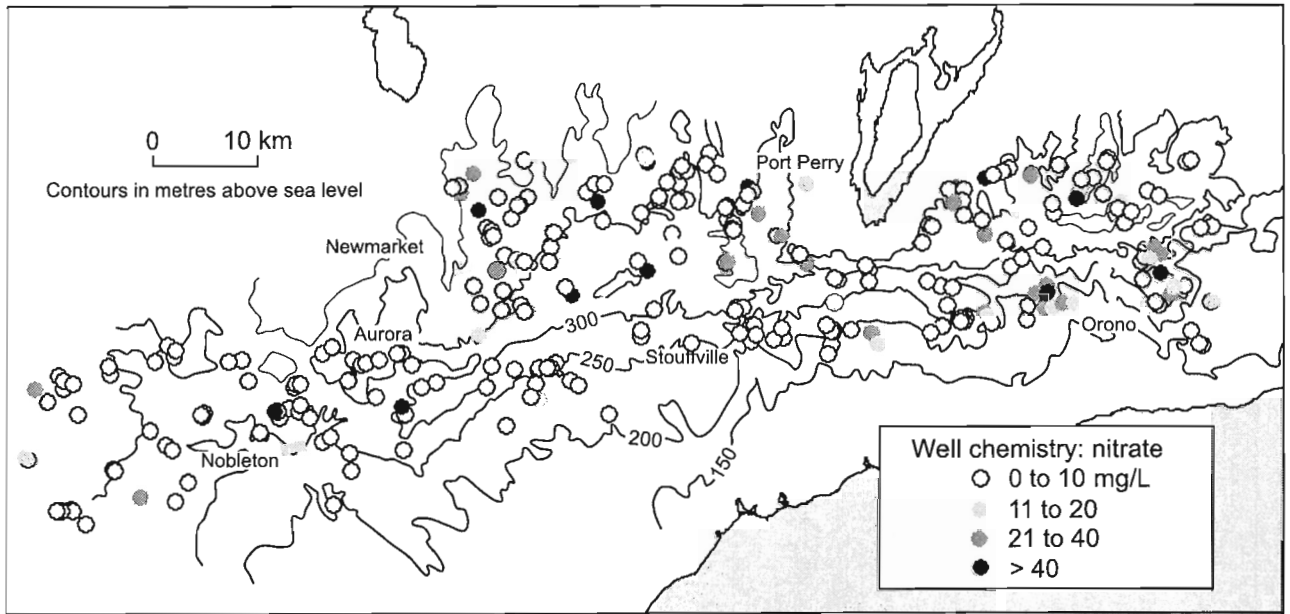 0 10 km
Contours in metres above sea level
Port Perry
Newmarket
Aurora
300
250
Stouffville
Orono
200
Nobleton
150
Well chemistry: nitrate
0 to 10 mg/L
11 to 20
21 to 40
> 40